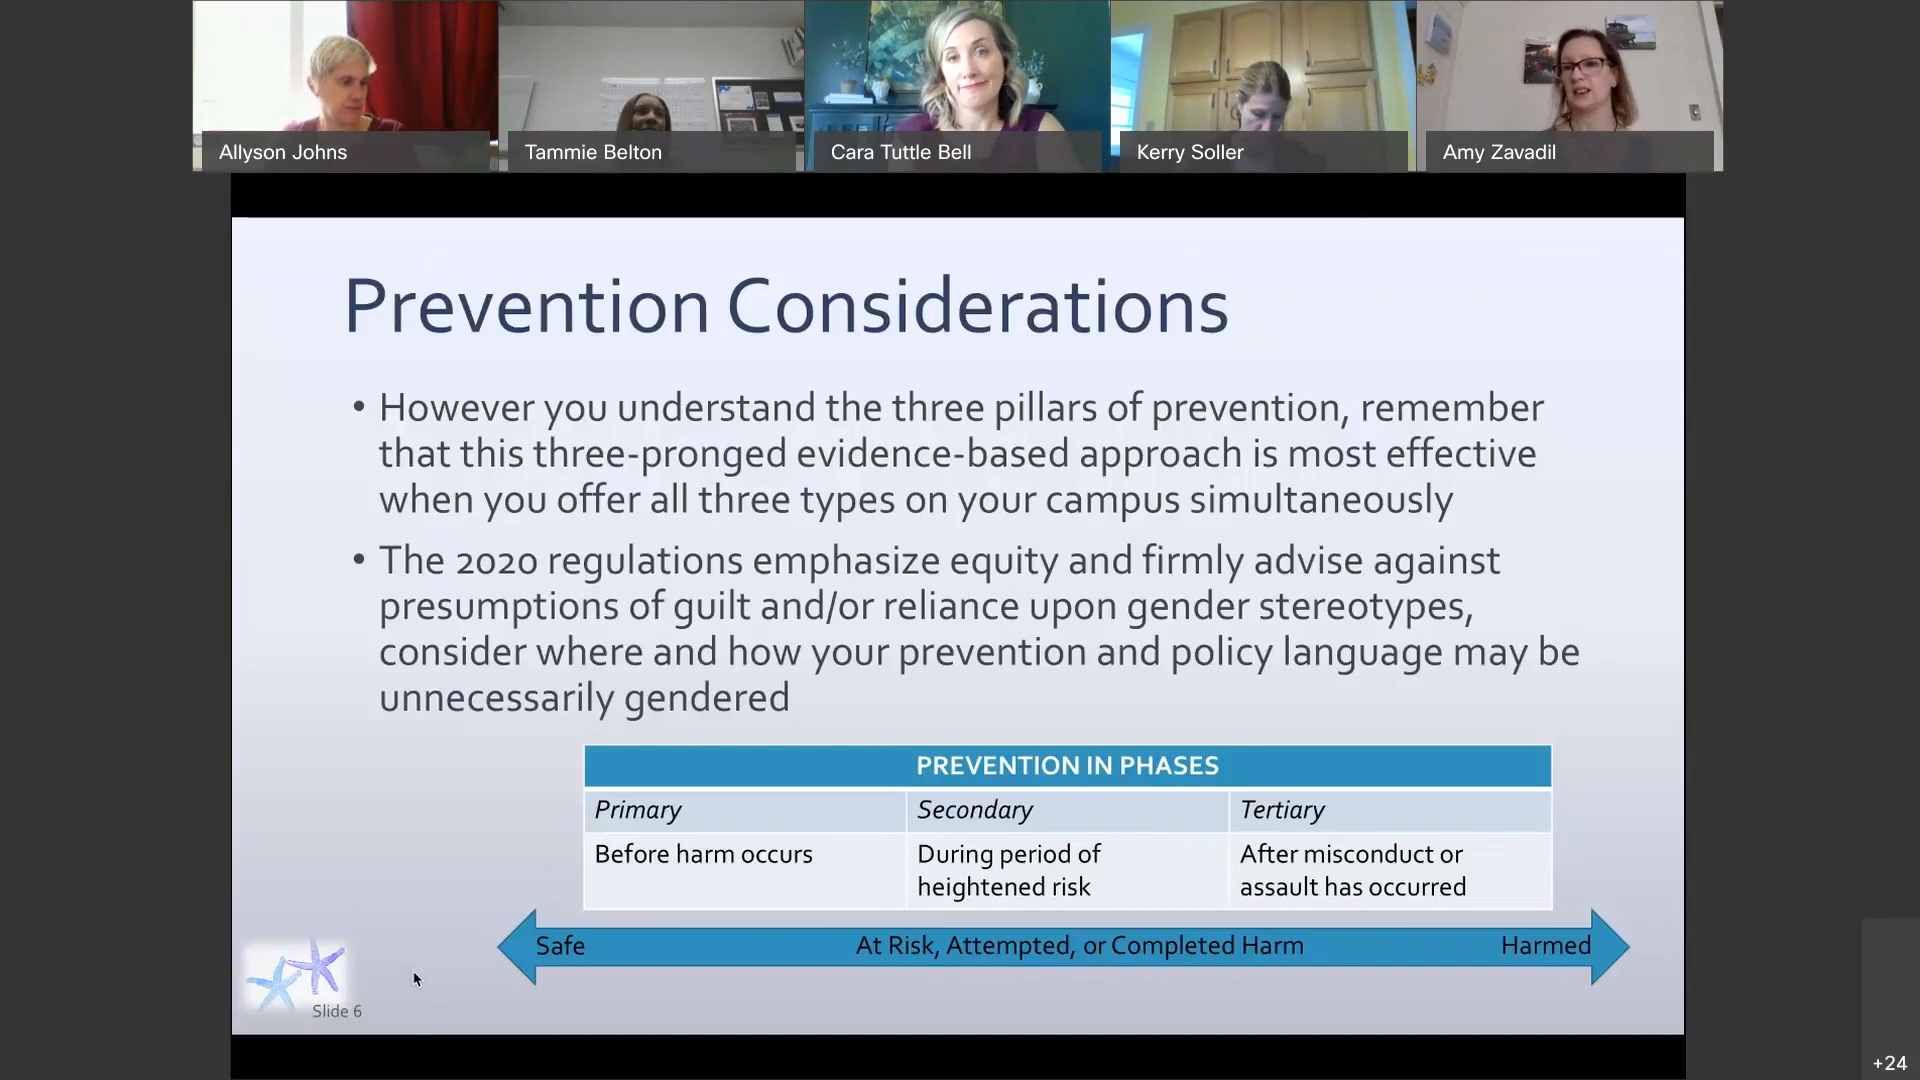 Allyson Johns
Tammie Belton
Cara Tuttle Bell
Kerry Soller
Amy Zavadil
Prevention Considerations
• However you understand the three pillars of prevention, remember
that this three-pronged evidence-based approach is most effective
when you offer all three types on your campus simultaneously
• The 2020 regulations emphasize equity and firmly advise against
presumptions of guilt and/or reliance upon gender stereotypes,
consider where and how your prevention and policy language may be
unnecessarily gendered
PREVENTION IN PHASES
Primary
Secondary
Tertiary
Before harm occurs
During period of
heightened risk
After misconduct or
assault has occurred
Safe
At Risk, Attempted, or Completed Harm
Harmed
Slide 6
+24